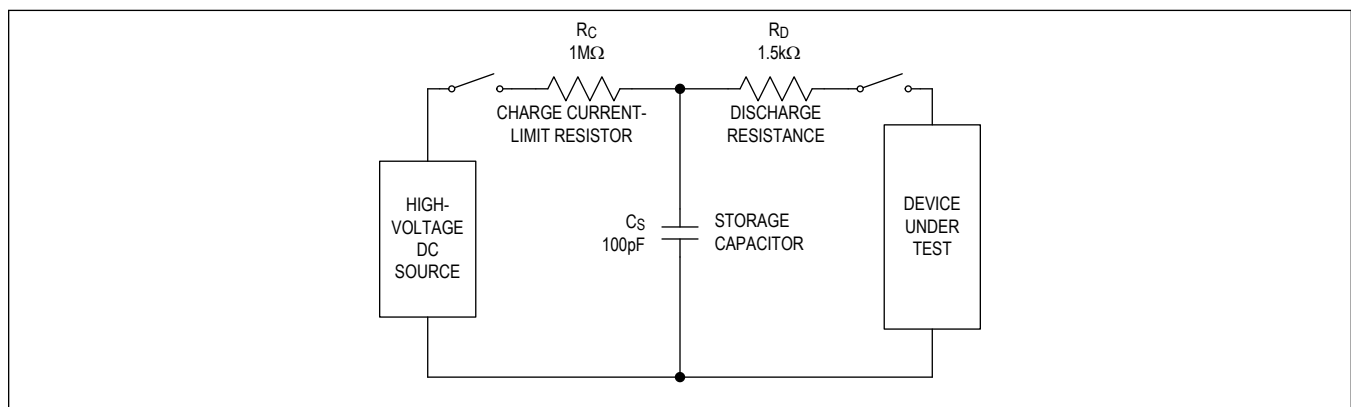 RC
1MΩ
RD
1.5kΩ
CHARGE CURRENT-
LIMIT RESISTOR
DISCHARGE
RESISTANCE
HIGH-
VOLTAGE
DC
SOURCE
CS
100pF
STORAGE
CAPACITOR
DEVICE
UNDER
TEST